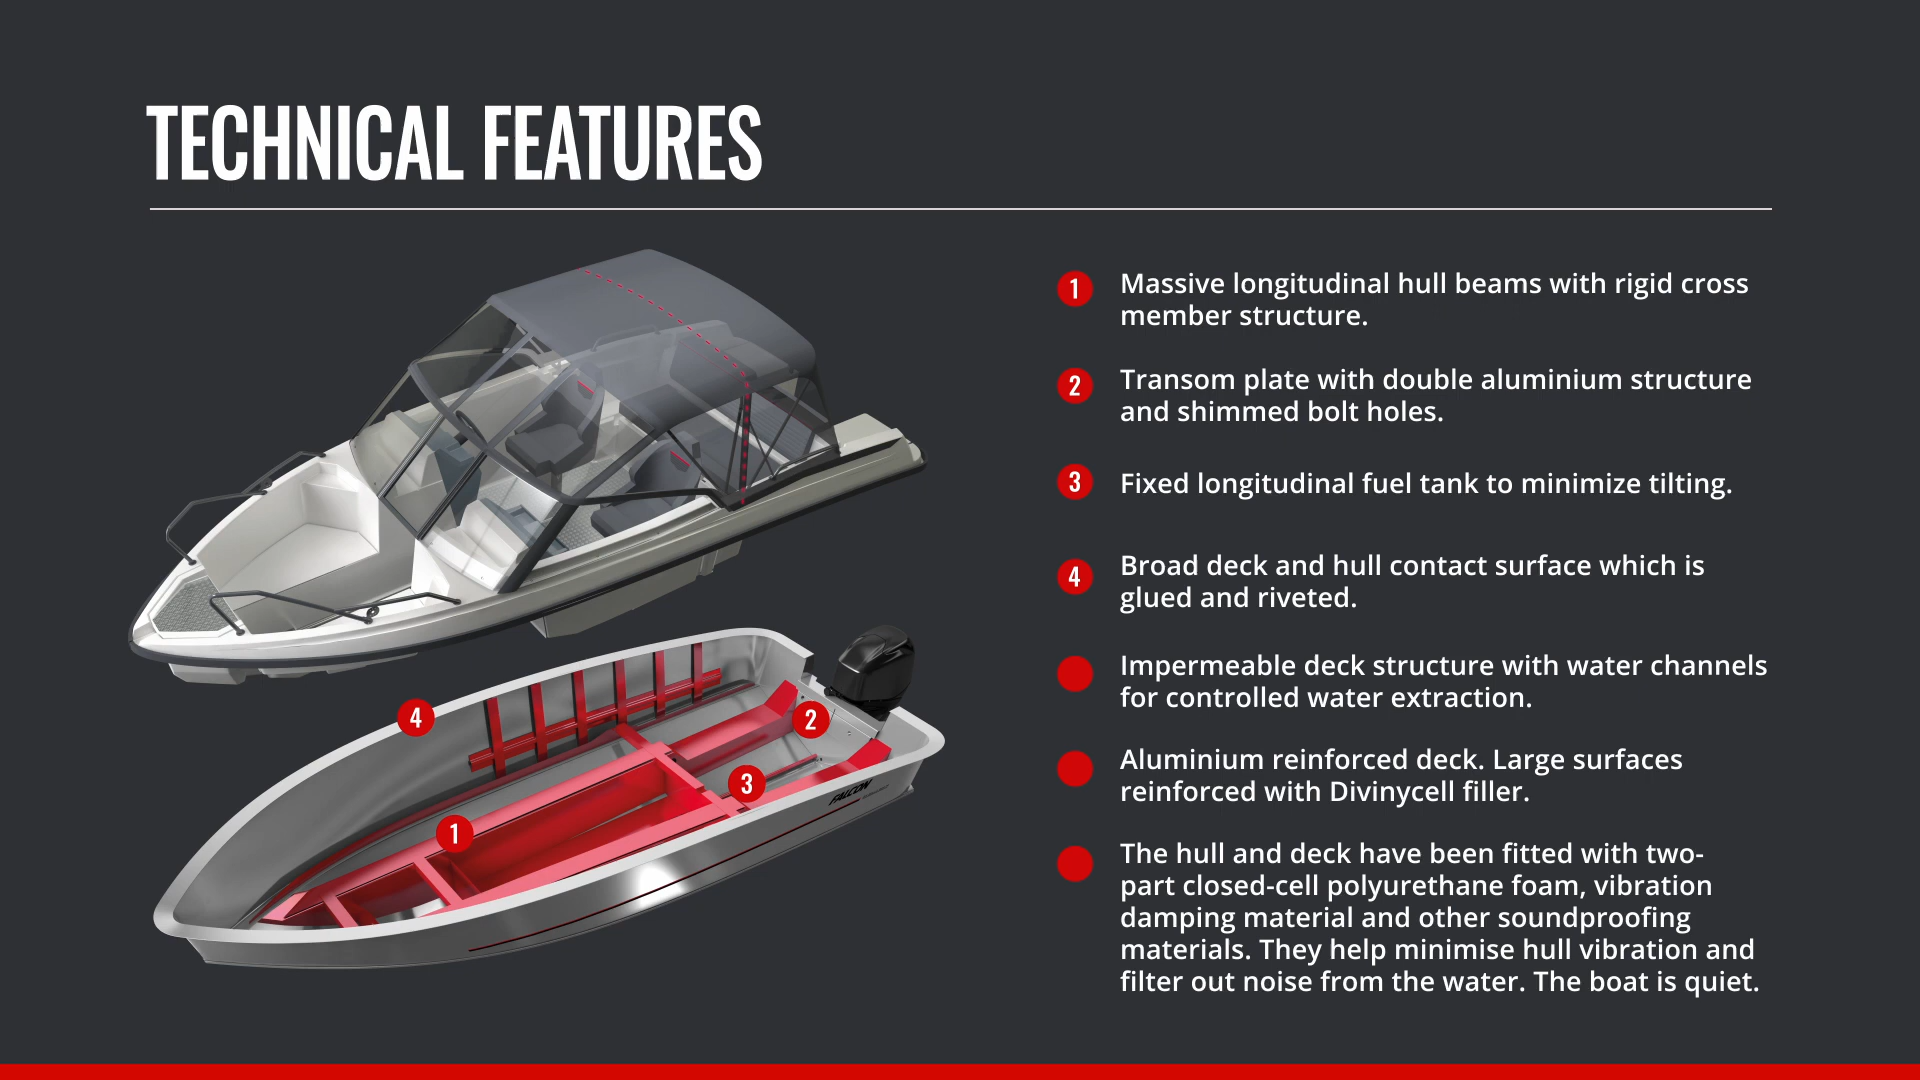 TECHNICAL FEATURES
1 Massive longitudinal hull beams with rigid cross
member structure.
2 Transom plate with double aluminium structure
and shimmed bolt holes.
3 Fixed longitudinal fuel tank to minimize tilting.
4 Broad deck and hull contact surface which is
glued and riveted.
Impermeable deck structure with water channels
for controlled water extraction.
Aluminium reinforced deck. Large surfaces
reinforced with Divinycell filler.
The hull and deck have been fitted with two-
part closed-cell polyurethane foam, vibration
damping material and other soundproofing
materials. They help minimise hull vibration and
filter out noise from the water. The boat is quiet.
4
2
3
1
FALCON